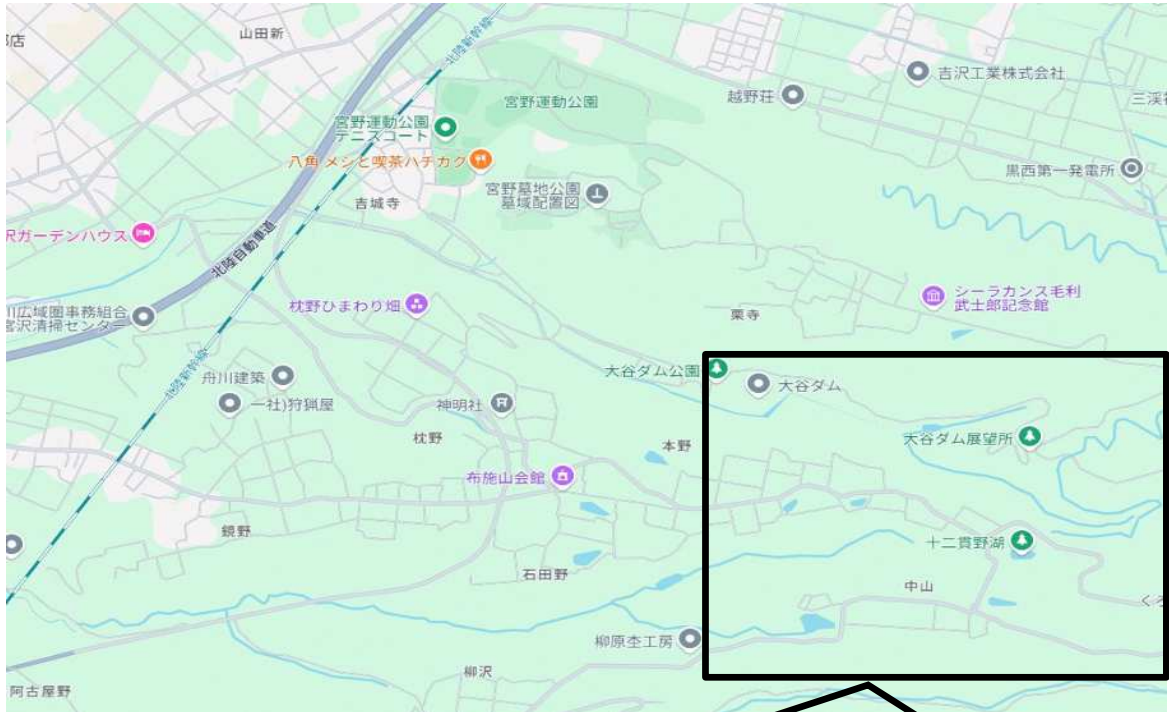 店
山田新
北陸新幹線
宮野運動公園
宮野運動公園
テニスコート
八角 メシと喫茶ハチカク
宮野墓地公園
墓域配置図
吉城寺
越野荘
吉沢工業株式会社
三渓
黒西第一発電所
沢ガーデンハウス
北陸自動車道
川広域圏事務組合
宮沢清掃センター
枕野ひまわり畑
シーラカンス毛利
武士郎記念館
栗寺
北陸新幹線
舟川建築
一社)狩猟屋
神明社
枕野
大谷ダム公園
大谷ダム
大谷ダム展望所
本野
布施山会館
鏡野
石田野
十二貫野湖
中山
くろ
柳原杢工房
柳沢
阿古屋野